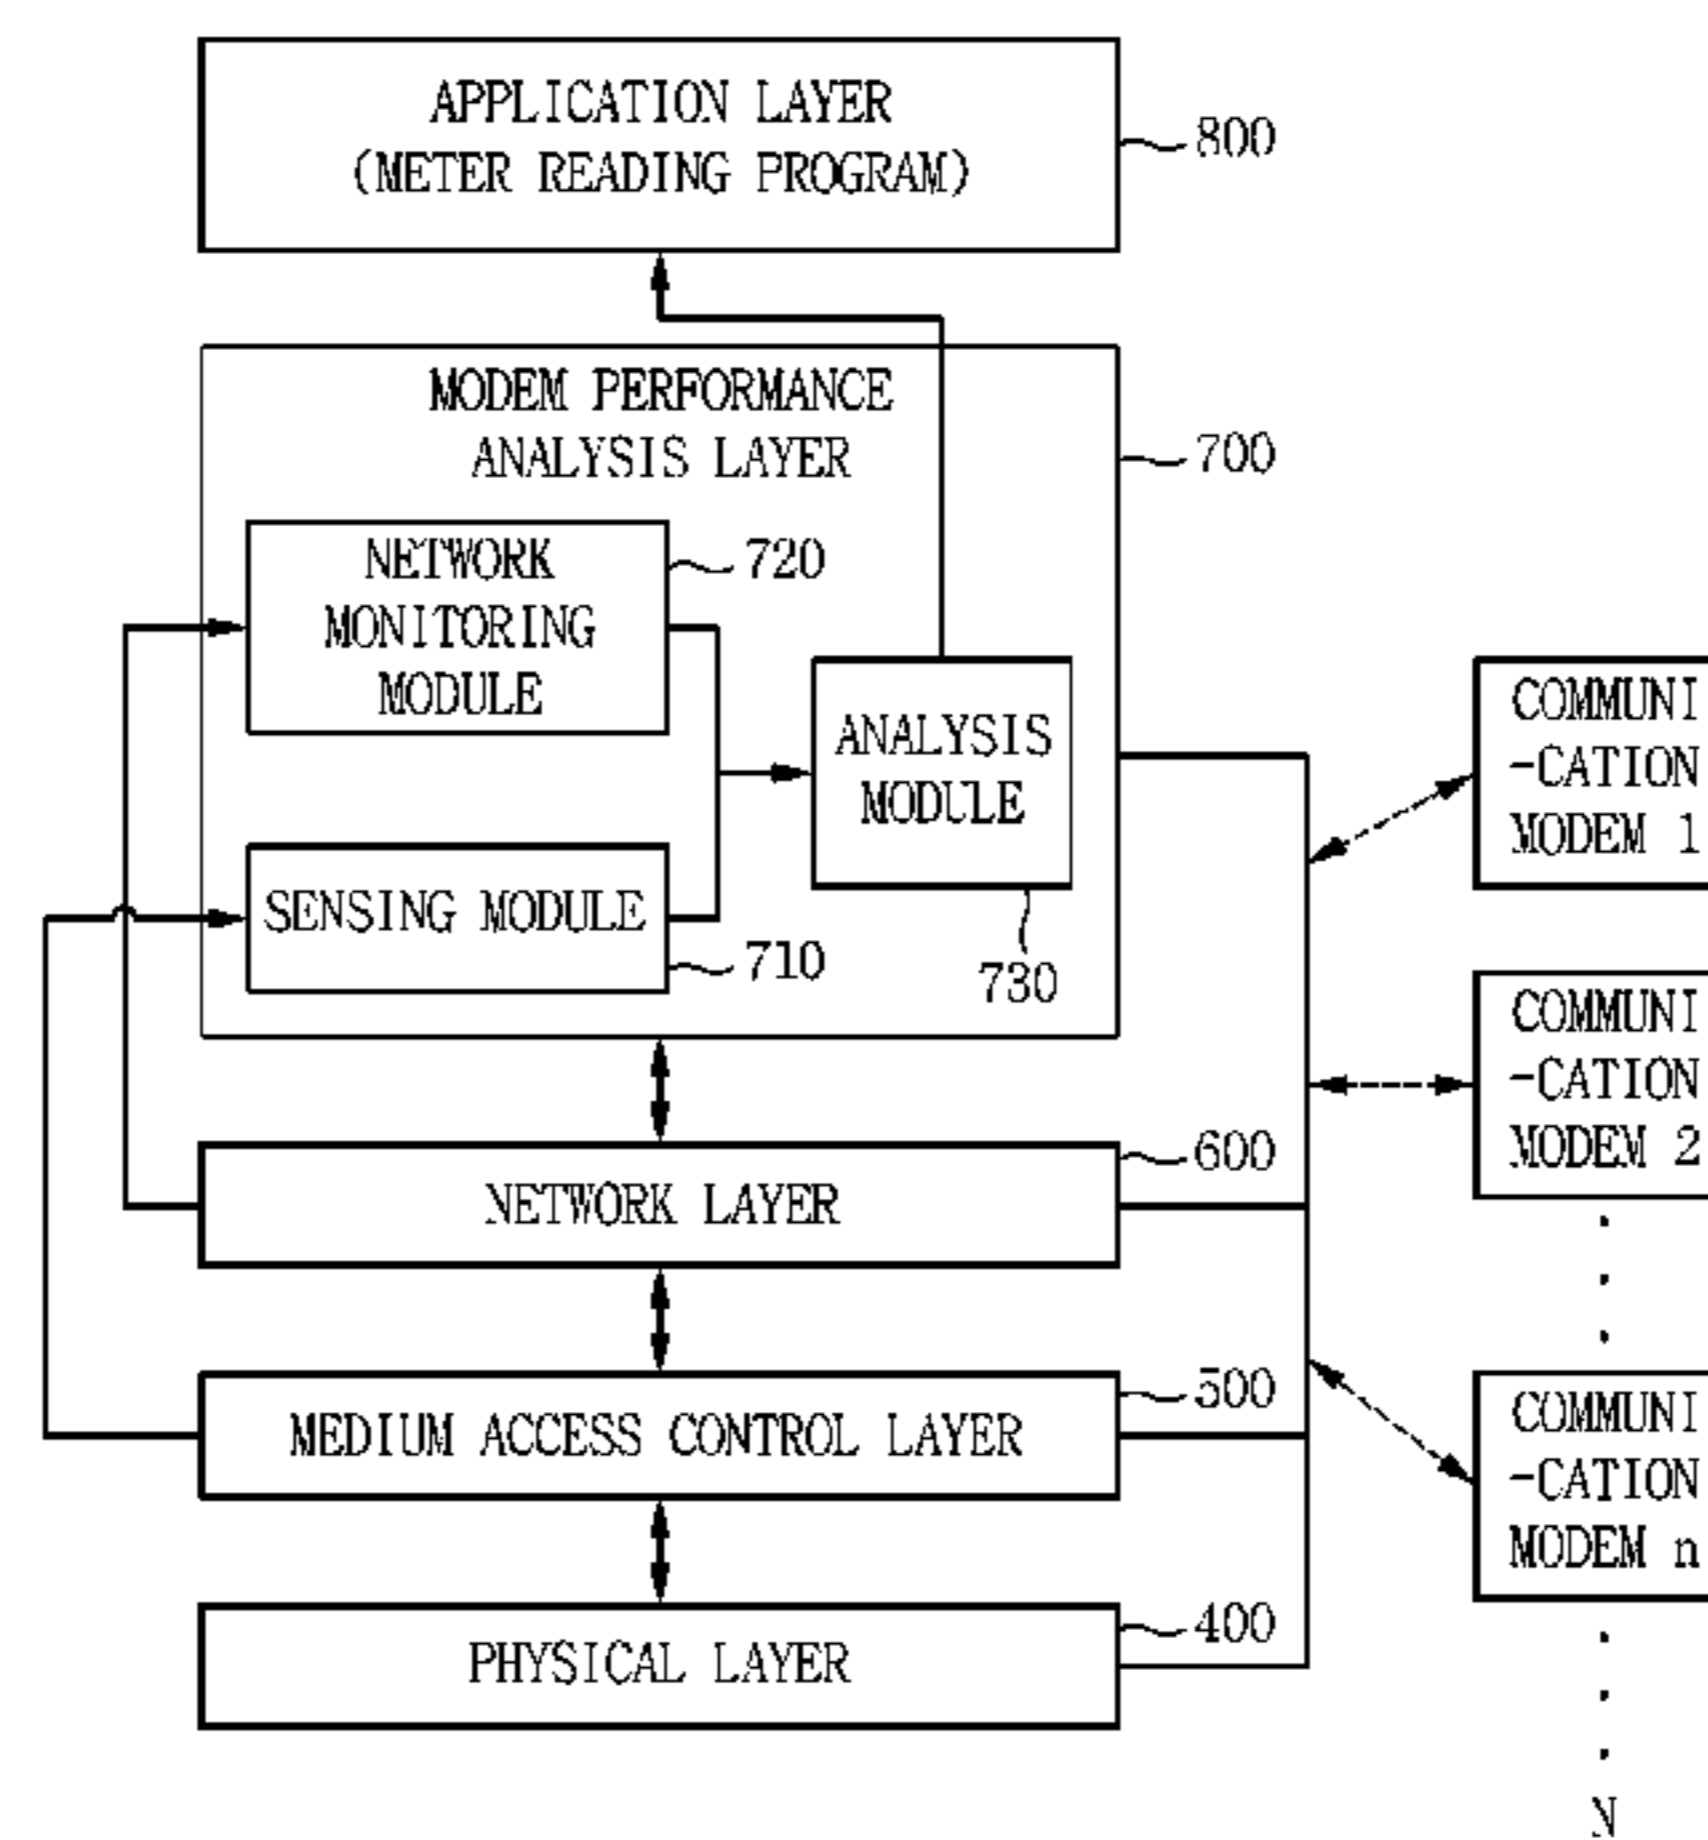 APPLICATION LAYER
(METER READING PROGRAM)
800
MODEM PERFORMANCE
ANALYSIS LAYER
700
NETWORK
MONITORING
MODULE
720
ANALYSIS
MODULE
730
SENSING MODULE
710
NETWORK LAYER
600
MEDIUM ACCESS CONTROL LAYER
500
PHYSICAL LAYER
400
COMMUNI
-CATION
MODEM 1
COMMUNI
-CATION
MODEM 2
.
.
.
COMMUNI
-CATION
MODEM n
.
.
.
N